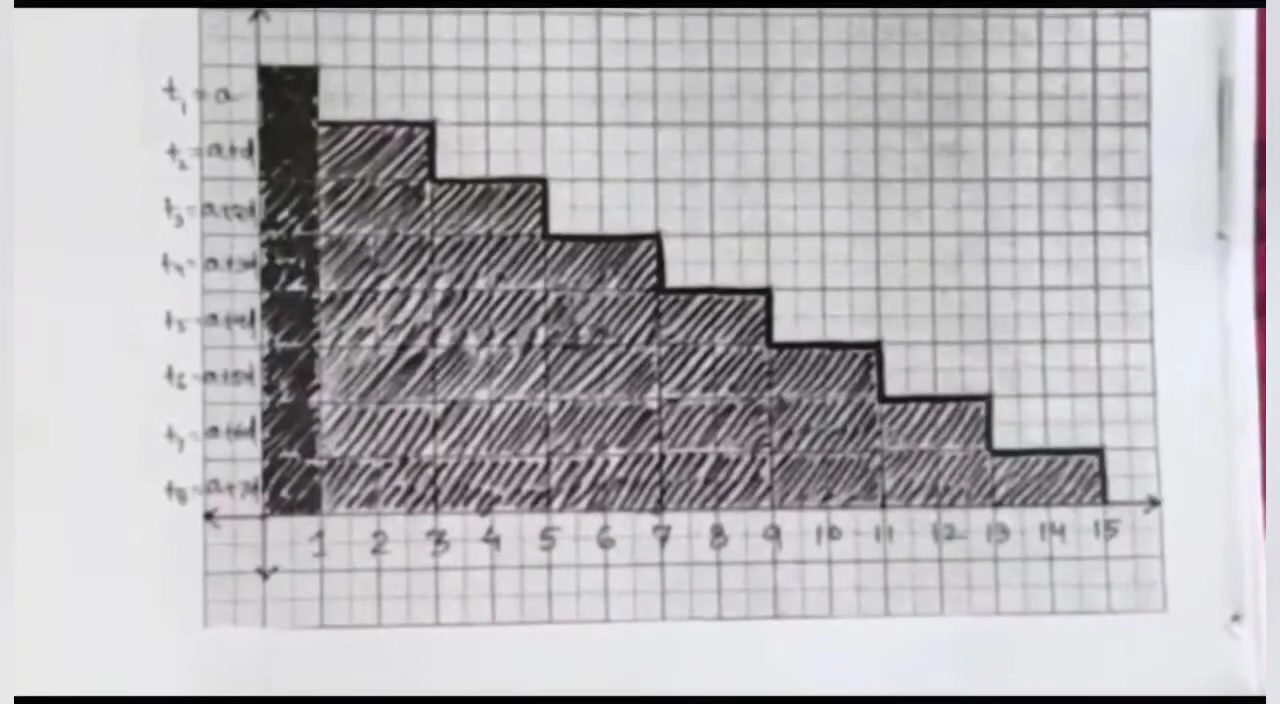 t₁ = a
t₂ = a+d
t₃ = a+2d
t₄ = a+3d
t₅ = a+4d
t₆ = a+5d
t₇ = a+6d
t₈ = a+7d
1 2 3 4 5 6 7 8 9 10 11 12 13 14 15